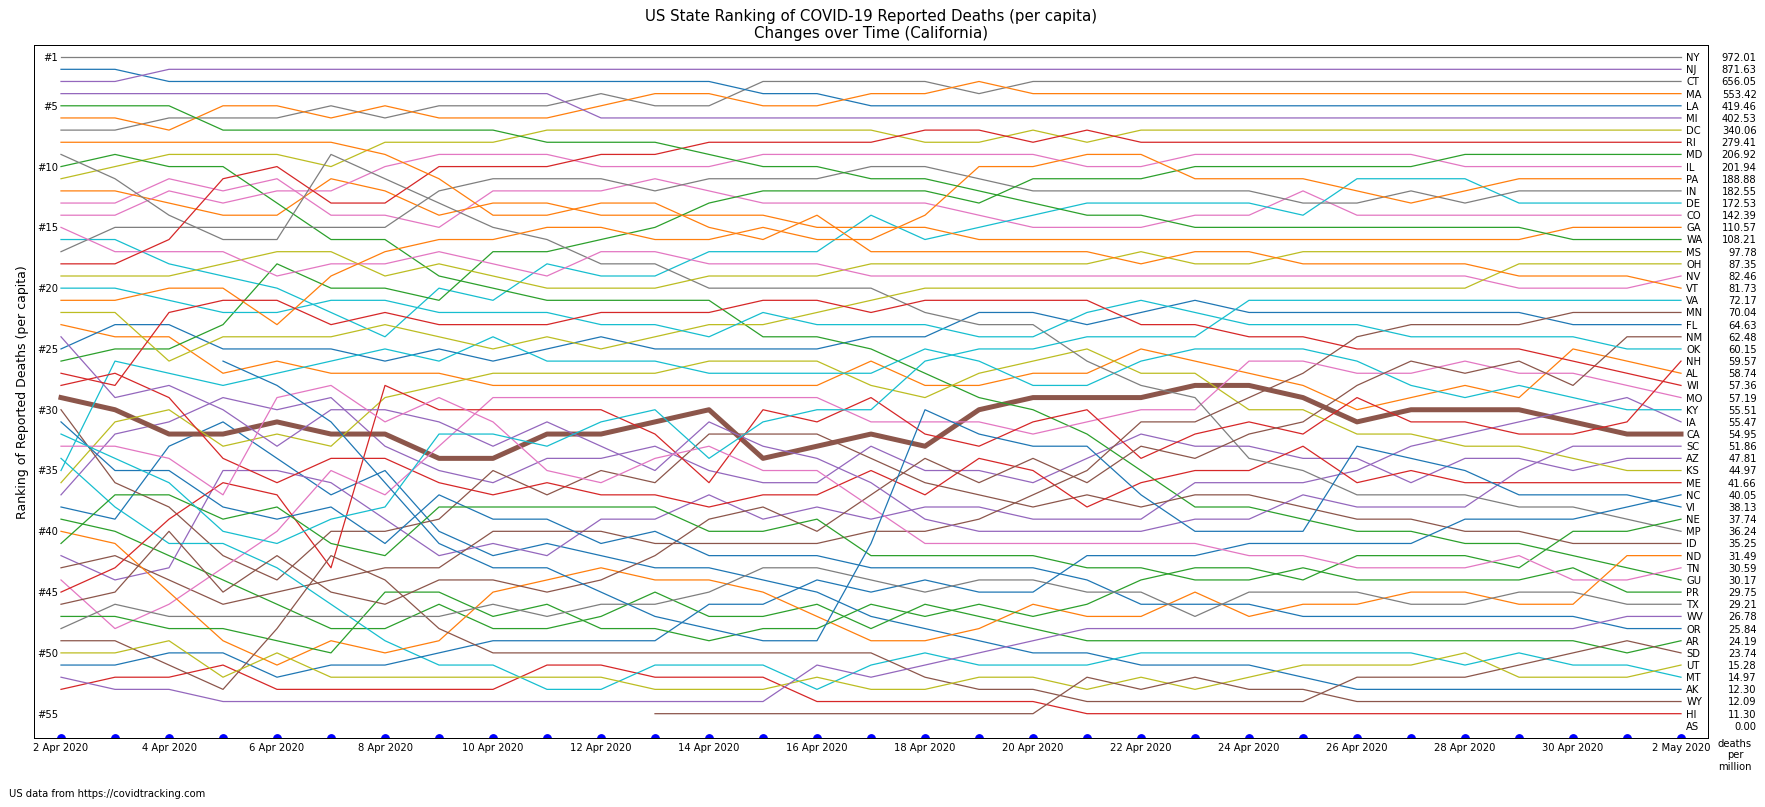 US State Ranking of COVID-19 Reported Deaths (per capita)
Changes over Time (California)
Ranking of Reported Deaths (per capita)
#1
#5
#10
#15
#20
#25
#30
#35
#40
#45
#50
#55
NY 972.01
NJ 871.63
CT 656.05
MA 553.42
LA 419.46
MI 402.53
DC 340.06
RI 279.41
MD 206.92
IL 201.94
PA 188.88
IN 182.55
DE 172.53
CO 142.39
GA 110.57
WA 108.21
MS 97.78
OH 87.35
NV 82.46
VT 81.73
VA 72.17
MN 70.04
FL 64.63
NM 62.48
OK 60.15
NH 59.57
AL 58.74
WI 57.36
MO 57.19
KY 55.51
IA 55.47
CA 54.95
SC 51.86
AZ 47.81
KS 44.97
ME 41.66
NC 40.05
VI 38.13
NE 37.74
MP 36.24
ID 35.25
ND 31.49
TN 30.59
GU 30.17
PR 29.75
TX 29.21
WV 26.78
OR 25.84
AR 24.19
SD 23.74
UT 15.28
MT 14.97
AK 12.30
WY 12.09
HI 11.30
AS 0.00
2 Apr 2020 4 Apr 2020 6 Apr 2020 8 Apr 2020 10 Apr 2020 12 Apr 2020 14 Apr 2020 16 Apr 2020 18 Apr 2020 20 Apr 2020 22 Apr 2020 24 Apr 2020 26 Apr 2020 28 Apr 2020 30 Apr 2020 2 May 2020
deaths
per
million
US data from https://covidtracking.com